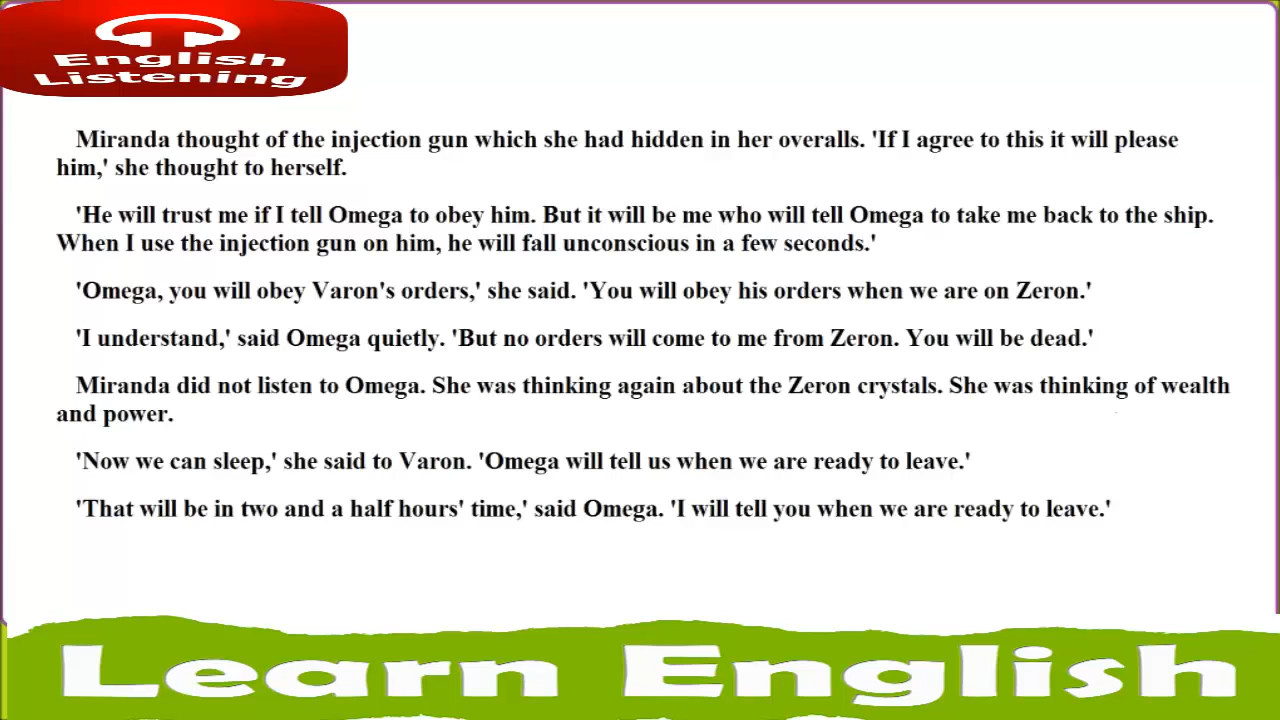 English
Listening
Miranda thought of the injection gun which she had hidden in her overalls. 'If I agree to this it will please
him,' she thought to herself.
'He will trust me if I tell Omega to obey him. But it will be me who will tell Omega to take me back to the ship.
When I use the injection gun on him, he will fall unconscious in a few seconds.'
'Omega, you will obey Varon's orders,' she said. 'You will obey his orders when we are on Zeron.'
'I understand,' said Omega quietly. 'But no orders will come to me from Zeron. You will be dead.'
Miranda did not listen to Omega. She was thinking again about the Zeron crystals. She was thinking of wealth
and power.
'Now we can sleep,' she said to Varon. 'Omega will tell us when we are ready to leave.'
'That will be in two and a half hours' time,' said Omega. 'I will tell you when we are ready to leave.'
Learn English